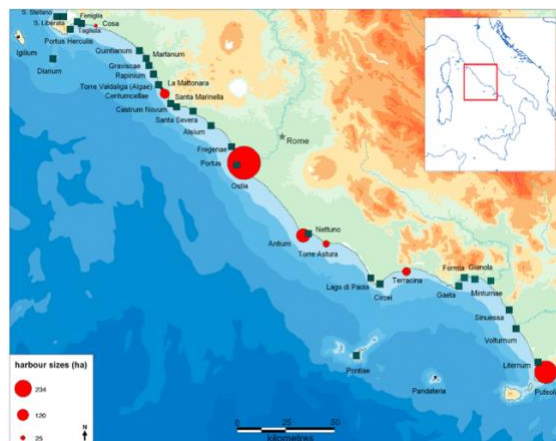 S. Stefano
Feniglia
S. Liberata
Cosa
Tagliata
Portus Herculis
Igilium
Dianum
Quintianum
Martanum
Graviscae
Rapinium
La Mattonara
Torre Valdaliga (Algae)
Centumcellae
Santa Marinella
Castrum Novum
Santa Severa
Alsium
Fregenae
Rome
Portus
Ostia
Nettuno
Antium
Torre Astura
Lago di Paola
Circei
Terracina
Formia
Gianola
Gaeta
Minturnae
Sinuessa
Volturnum
Liternum
Puteoli
Pontiae
Pandateria
harbour sizes (ha)
234
120
25
N
0
25
50
kilometres